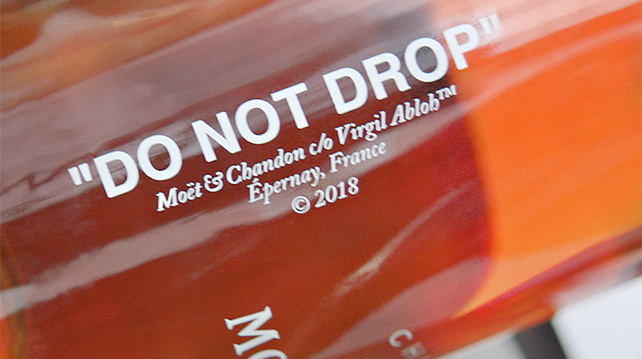 "DO NOT DROP"
Moët & Chandon c/o Virgil Abloh™
Épernay, France
© 2018